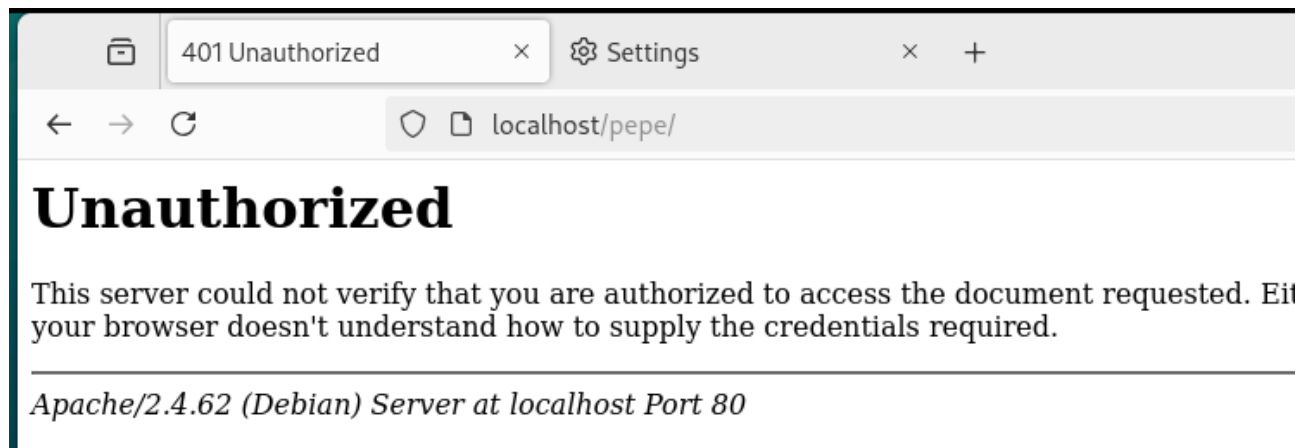 401 Unauthorized
Settings
localhost/pepe/
Unauthorized
This server could not verify that you are authorized to access the document requested.
your browser doesn't understand how to supply the credentials required.
Apache/2.4.62 (Debian) Server at localhost Port 80